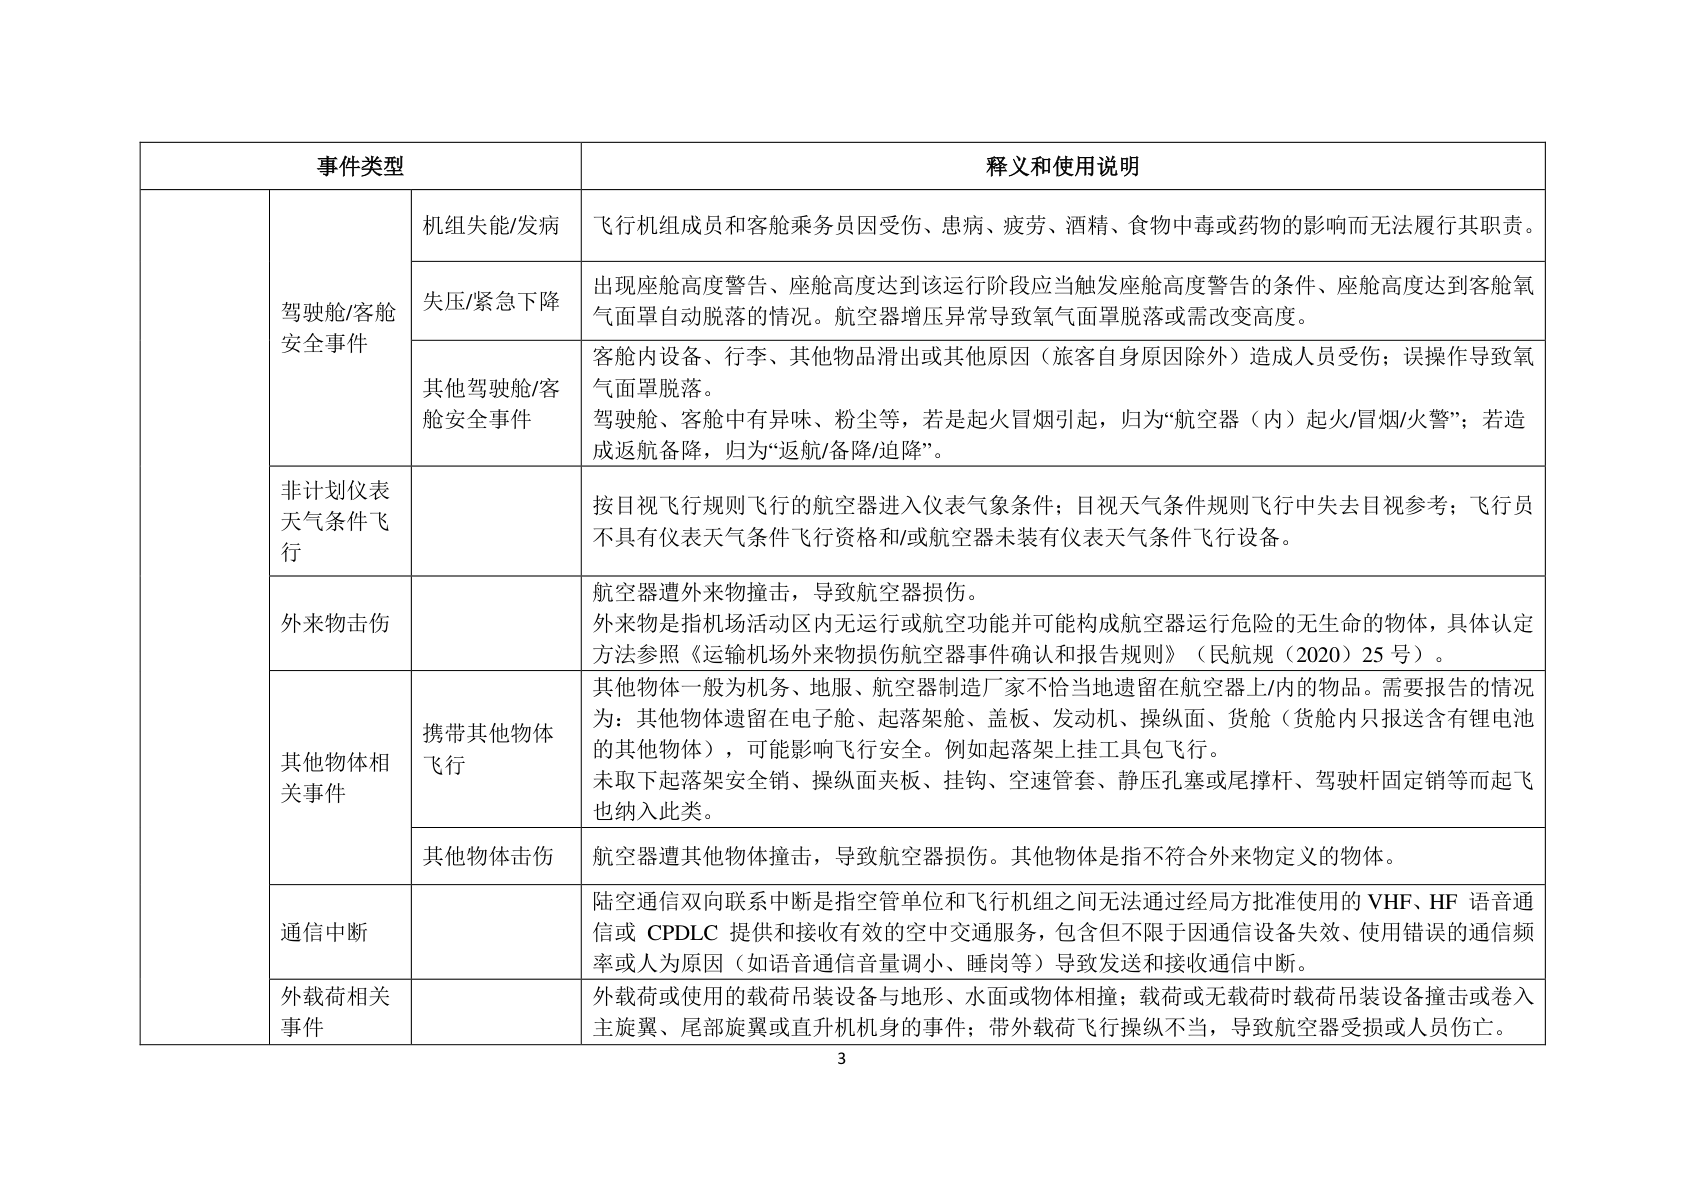 事件类型
释义和使用说明
驾驶舱/客舱
安全事件
机组失能/发病
飞行机组成员和客舱乘务员因受伤、患病、疲劳、酒精、食物中毒或药物的影响而无法履行其职责。
失压/紧急下降
出现座舱高度警告、座舱高度达到该运行阶段应当触发座舱高度警告的条件、座舱高度达到客舱氧
气面罩自动脱落的情况。航空器增压异常导致氧气面罩脱落或需改变高度。
其他驾驶舱/客
舱安全事件
客舱内设备、行李、其他物品滑出或其他原因（旅客自身原因除外）造成人员受伤；误操作导致氧
气面罩脱落。
驾驶舱、客舱中有异味、粉尘等，若是起火冒烟引起，归为“航空器（内）起火/冒烟/火警”；若造
成返航备降，归为“返航/备降/迫降”。
非计划仪表
天气条件飞
行
按目视飞行规则飞行的航空器进入仪表气象条件；目视天气条件规则飞行中失去目视参考；飞行员
不具有仪表天气条件飞行资格和/或航空器未装有仪表天气条件飞行设备。
外来物击伤
航空器遭外来物撞击，导致航空器损伤。
外来物是指机场活动区内无运行或航空功能并可能构成航空器运行危险的无生命的物体，具体认定
方法参照《运输机场外来物损伤航空器事件确认和报告规则》（民航规（2020）25 号）。
其他物体相
关事件
携带其他物体
飞行
其他物体一般为机务、地服、航空器制造厂家不恰当地遗留在航空器上/内的物品。需要报告的情况
为：其他物体遗留在电子舱、起落架舱、盖板、发动机、操纵面、货舱（货舱内只报送含有锂电池
的其他物体），可能影响飞行安全。例如起落架上挂工具包飞行。
未取下起落架安全销、操纵面夹板、挂钩、空速管套、静压孔塞或尾撑杆、驾驶杆固定销等而起飞
也纳入此类。
其他物体击伤
航空器遭其他物体撞击，导致航空器损伤。其他物体是指不符合外来物定义的物体。
通信中断
陆空通信双向联系中断是指空管单位和飞行机组之间无法通过经局方批准使用的 VHF、HF 语音通
信或 CPDLC 提供和接收有效的空中交通服务，包含但不限于因通信设备失效、使用错误的通信频
率或人为原因（如语音通信音量调小、睡岗等）导致发送和接收通信中断。
外载荷相关
事件
外载荷或使用的载荷吊装设备与地形、水面或物体相撞；载荷或无载荷时载荷吊装设备撞击或卷入
主旋翼、尾部旋翼或直升机机身的事件；带外载荷飞行操纵不当，导致航空器受损或人员伤亡。
3